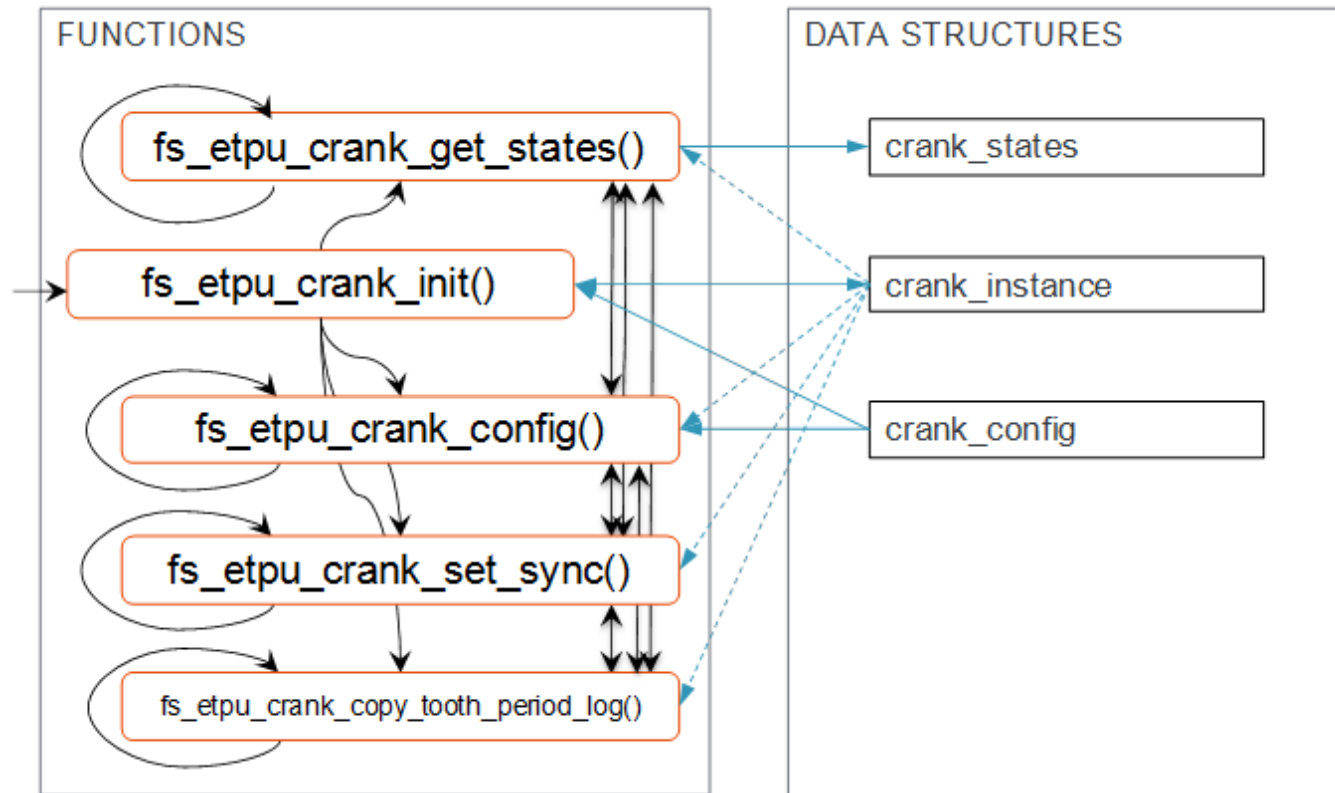 FUNCTIONS
DATA STRUCTURES
fs_etpu_crank_get_states()
crank_states
fs_etpu_crank_init()
crank_instance
fs_etpu_crank_config()
crank_config
fs_etpu_crank_set_sync()
fs_etpu_crank_copy_tooth_period_log()